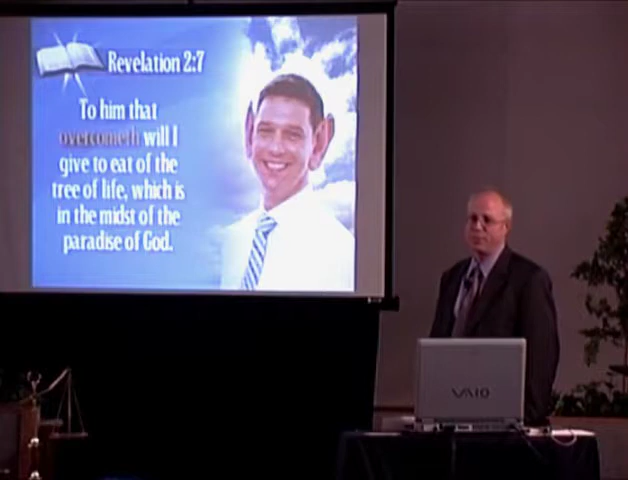 Revelation 2:7
To him that
overcometh will I
give to eat of the
tree of life, which is
in the midst of the
paradise of God.
VAIO